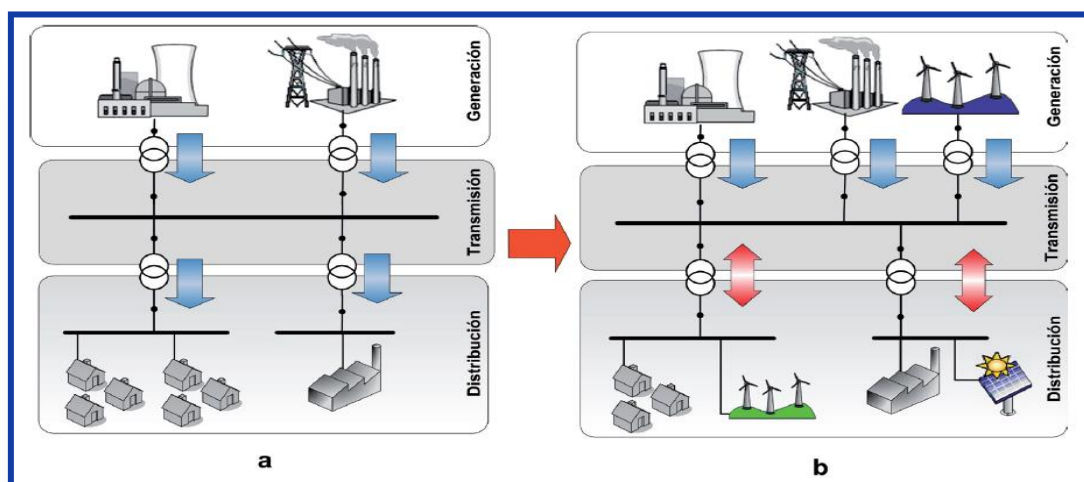 Generación
Transmisión
Distribución
a
Generación
Transmisión
Distribución
b